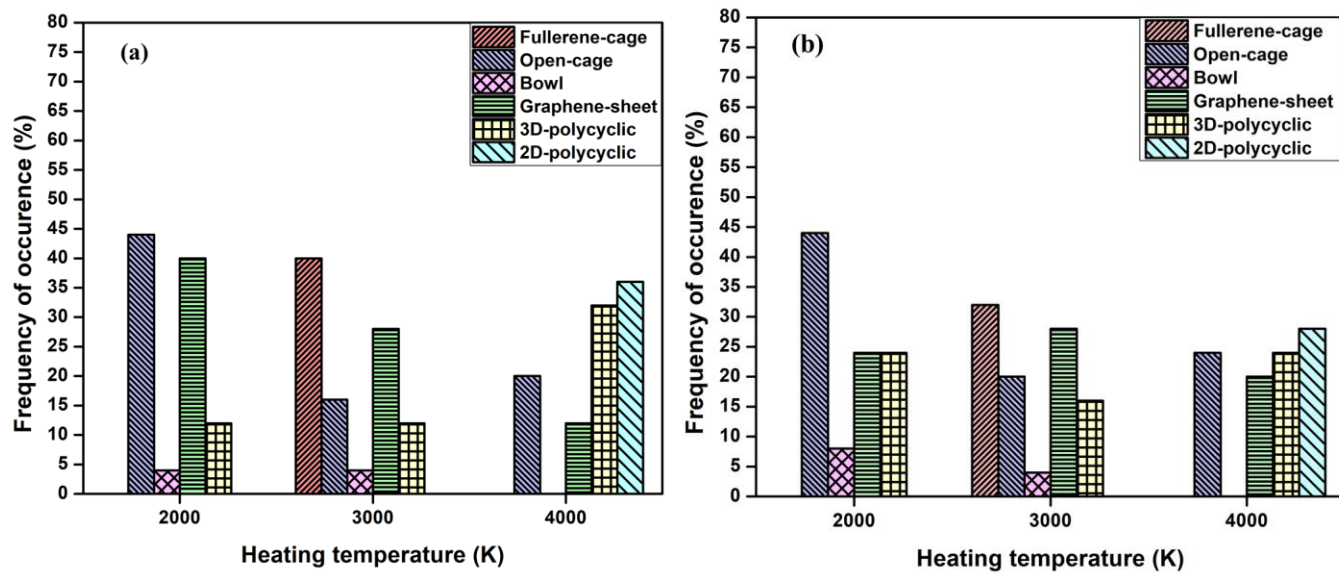 (a)
Fullerene-cage
Open-cage
Bowl
Graphene-sheet
3D-polycyclic
2D-polycyclic
Frequency of occurence (%)
80
75
70
65
60
55
50
45
40
35
30
25
20
15
10
5
0
2000 3000 4000
Heating temperature (K)
(b)
Fullerene-cage
Open-cage
Bowl
Graphene-sheet
3D-polycyclic
2D-polycyclic
Frequency of occurence (%)
80
75
70
65
60
55
50
45
40
35
30
25
20
15
10
5
0
2000 3000 4000
Heating temperature (K)